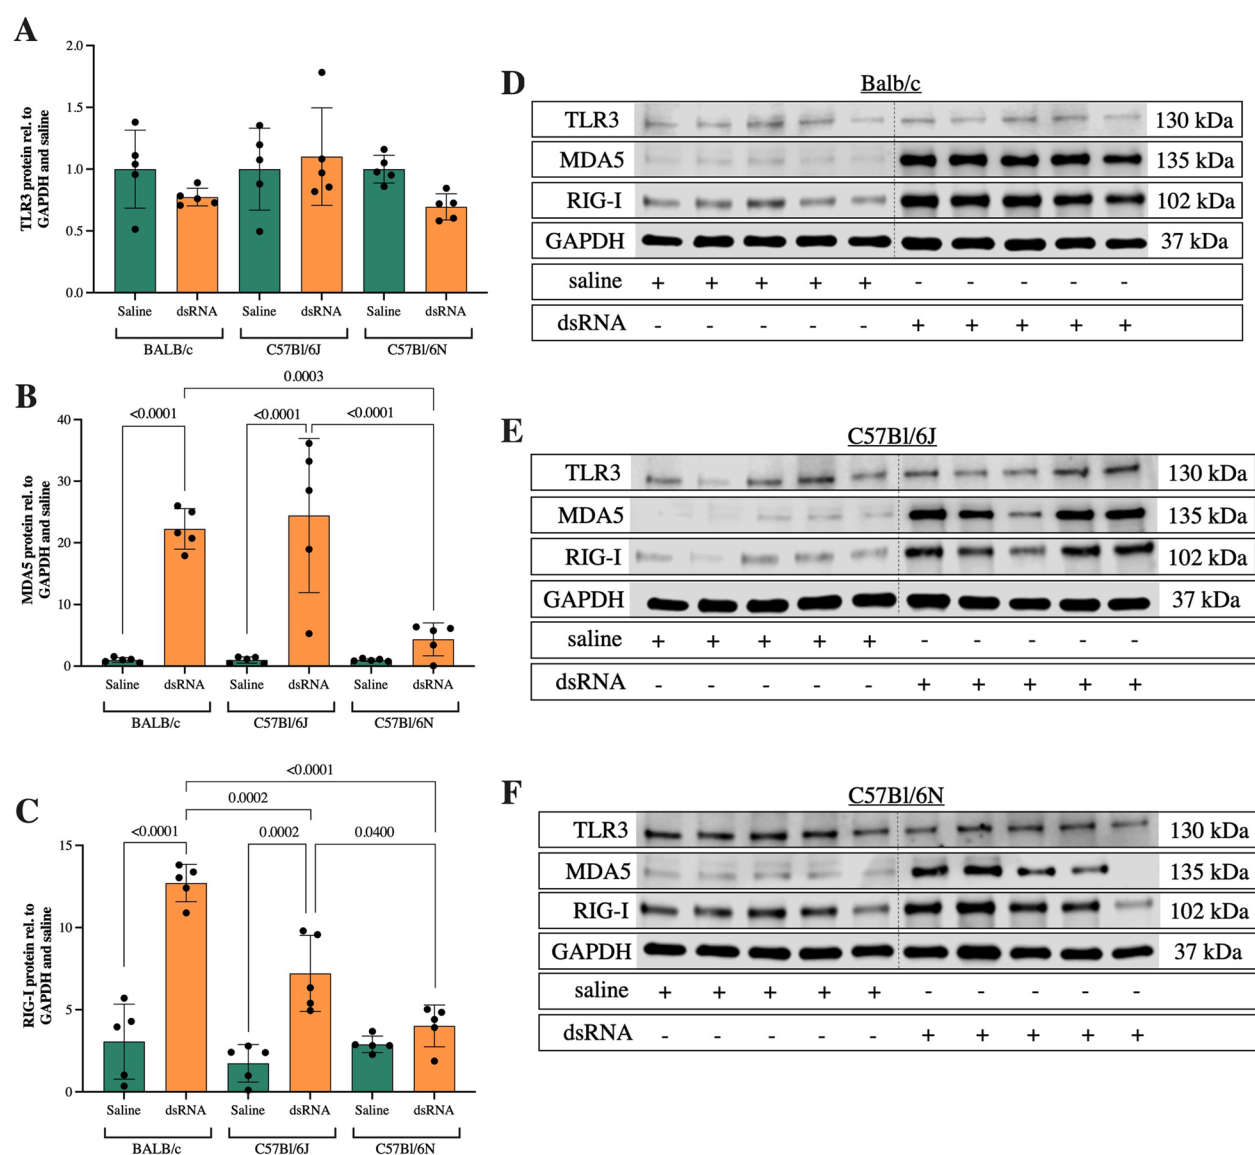 A
TLR3 protein rel. to
GAPDH and saline
2.0
1.5
1.0
0.5
0.0
Saline dsRNA Saline dsRNA Saline dsRNA
BALB/c C57Bl/6J C57Bl/6N
B
MDA5 protein rel. to
GAPDH and saline
0.0003
<0.0001 <0.0001 <0.0001
40
30
20
10
0
Saline dsRNA Saline dsRNA Saline dsRNA
BALB/c C57Bl/6J C57Bl/6N
C
RIG-I protein rel. to
GAPDH and saline
<0.0001
0.0002
<0.0001 0.0002 0.0400
15
10
5
0
Saline dsRNA Saline dsRNA Saline dsRNA
BALB/c C57Bl/6J C57Bl/6N
D
Balb/c
TLR3 130 kDa
MDA5 135 kDa
RIG-I 102 kDa
GAPDH 37 kDa
saline + + + + + - - - - -
dsRNA - - - - - + + + + +
E
C57Bl/6J
TLR3 130 kDa
MDA5 135 kDa
RIG-I 102 kDa
GAPDH 37 kDa
saline + + + + + - - - - -
dsRNA - - - - - + + + + +
F
C57Bl/6N
TLR3 130 kDa
MDA5 135 kDa
RIG-I 102 kDa
GAPDH 37 kDa
saline + + + + + - - - - -
dsRNA - - - - - + + + + +